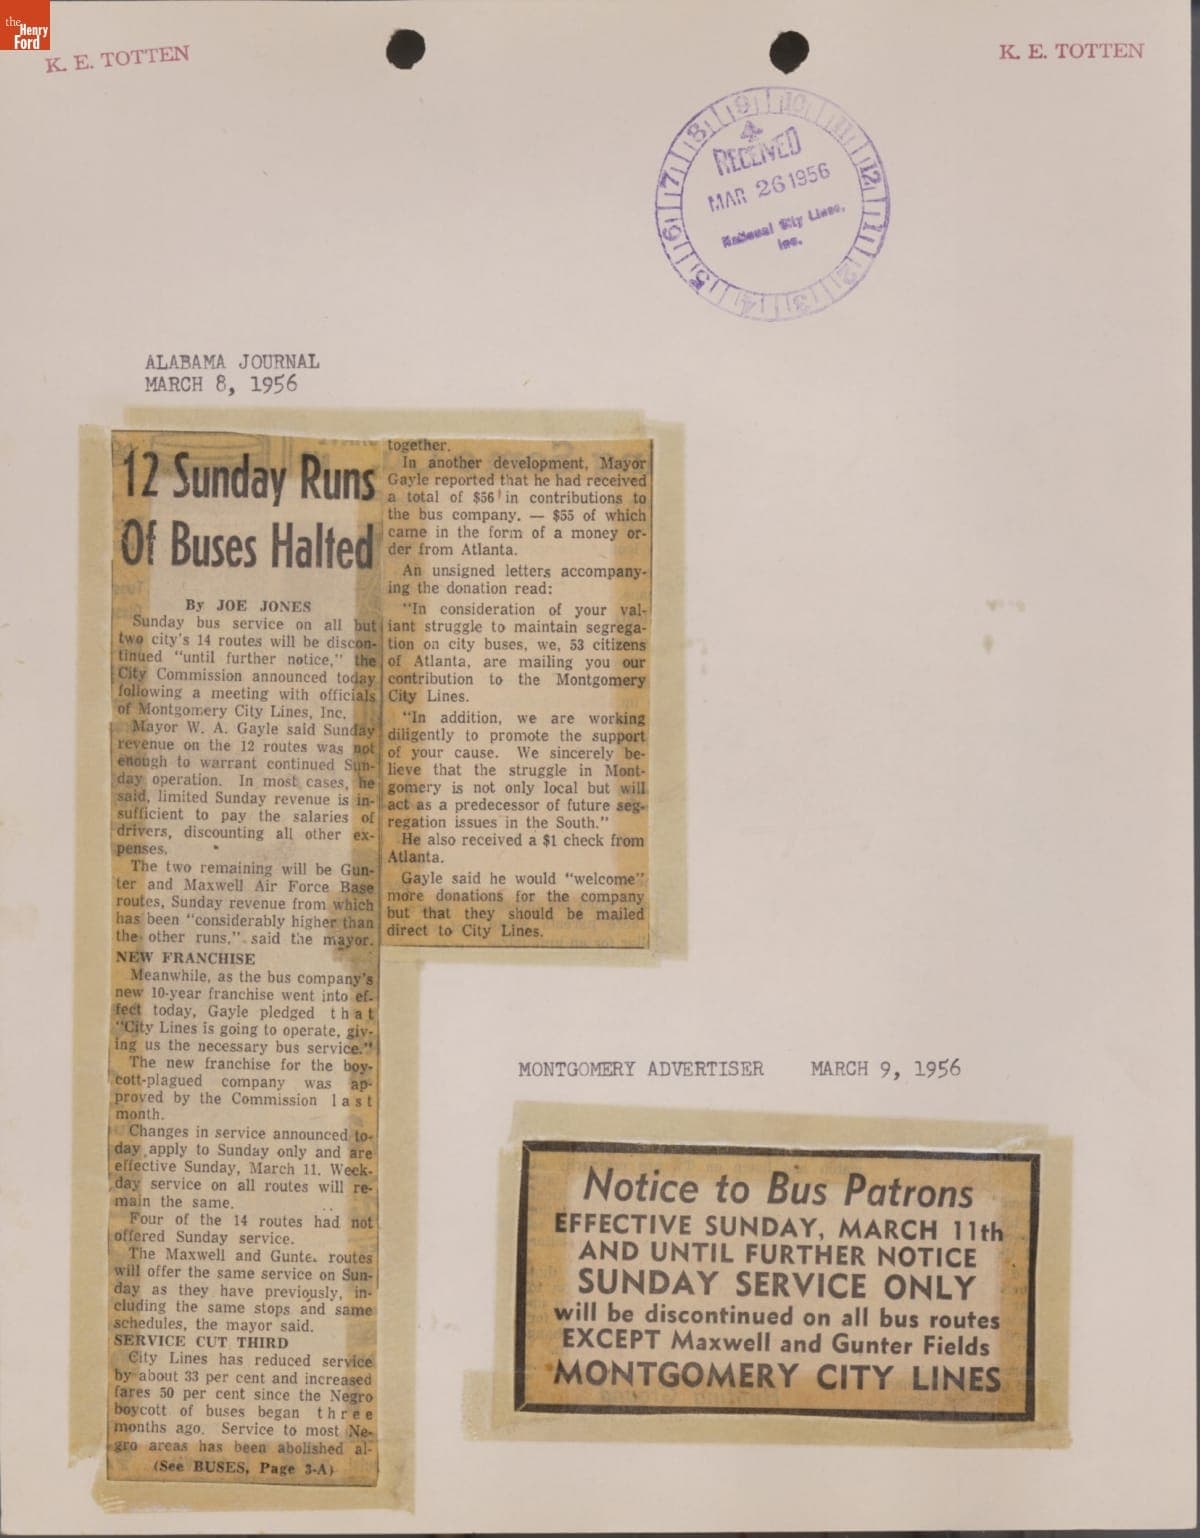 the
Henry
Ford
K. E. TOTTEN
K. E. TOTTEN
9 10 11 12 1 2 3 4 5 6 7 8
RECEIVED
MAR 26 1956
National City Lines,
Inc.
ALABAMA JOURNAL
MARCH 8, 1956
12 Sunday Runs
Of Buses Halted
By JOE JONES
Sunday bus service on all but
two city's 14 routes will be discon-
tinued "until further notice," the
City Commission announced today
following a meeting with officials
of Montgomery City Lines, Inc.
Mayor W. A. Gayle said Sunday
revenue on the 12 routes was not
enough to warrant continued Sun-
day operation. In most cases, he
said, limited Sunday revenue is in-
sufficient to pay the salaries of
drivers, discounting all other ex-
penses.
The two remaining will be Gun-
ter and Maxwell Air Force Base
routes, Sunday revenue from which
has been "considerably higher than
the other runs," said the mayor.
NEW FRANCHISE
Meanwhile, as the bus company's
new 10-year franchise went into ef-
fect today, Gayle pledged that
"City Lines is going to operate, giv-
ing us the necessary bus service."
The new franchise for the boy-
cott-plagued company was ap-
proved by the Commission last
month.
Changes in service announced to-
day apply to Sunday only and are
effective Sunday, March 11. Week-
day service on all routes will re-
main the same.
Four of the 14 routes had not
offered Sunday service.
The Maxwell and Gunte. routes
will offer the same service on Sun-
day as they have previously, in-
cluding the same stops and same
schedules, the mayor said.
SERVICE CUT THIRD
City Lines has reduced service
by about 33 per cent and increased
fares 50 per cent since the Negro
boycott of buses began three
months ago. Service to most Ne-
gro areas has been abolished al-
(See BUSES, Page 3-A)
together.
In another development, Mayor
Gayle reported that he had received
a total of $56 in contributions to
the bus company. — $55 of which
came in the form of a money or-
der from Atlanta.
An unsigned letters accompany-
ing the donation read:
"In consideration of your val-
iant struggle to maintain segrega-
tion on city buses, we, 53 citizens
of Atlanta, are mailing you our
contribution to the Montgomery
City Lines.
"In addition, we are working
diligently to promote the support
of your cause. We sincerely be-
lieve that the struggle in Mont-
gomery is not only local but will
act as a predecessor of future seg-
regation issues in the South."
He also received a $1 check from
Atlanta.
Gayle said he would "welcome"
more donations for the company
but that they should be mailed
direct to City Lines.
MONTGOMERY ADVERTISER MARCH 9, 1956
Notice to Bus Patrons
EFFECTIVE SUNDAY, MARCH 11th
AND UNTIL FURTHER NOTICE
SUNDAY SERVICE ONLY
will be discontinued on all bus routes
EXCEPT Maxwell and Gunter Fields
MONTGOMERY CITY LINES